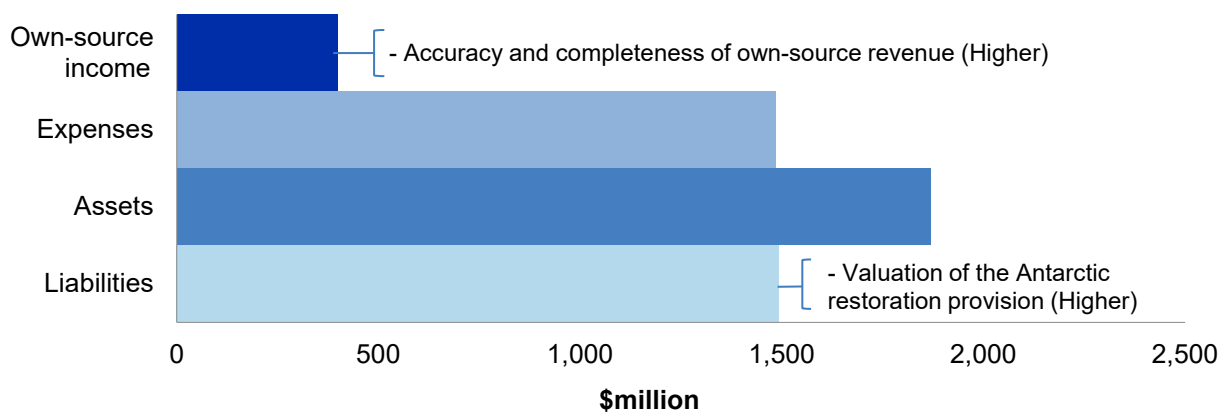 Own-source
income
- Accuracy and completeness of own-source revenue (Higher)
Expenses
Assets
Liabilities
- Valuation of the Antarctic
restoration provision (Higher)
0 500 1,000 1,500 2,000 2,500
$million